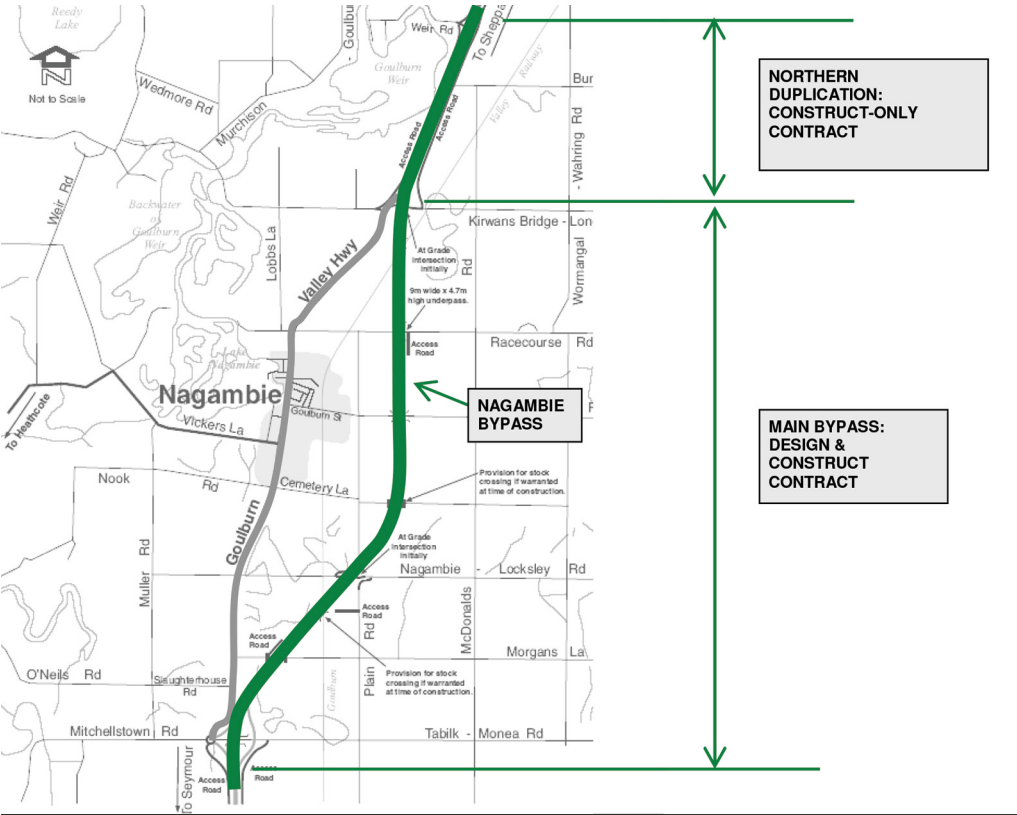 Reedy
Lake
Not to Scale
Wedmore Rd
Murchison
- Goulbu
Weir Rd
To Sheppa
Goulburn
Weir
Railway
Valley
Bur
Access Road
Access Road
- Wahring Rd
Weir Rd
Backwater
of
Goulburn
Weir
Lobbs La
Valley Hwy
Kirwans Bridge - Lon
At Grade
Intersection
Initially
Rd
9m wide x 4.7m
high underpass.
Wormangal
Access
Road
Racecourse Rd
Lake
Nagambie
Nagambie
Goulburn St
Vickers La
To Heathcote
NAGAMBIE
BYPASS
Nook Rd
Cemetery La
Provision for stock
crossing if warranted
at time of construction.
Goulburn
At Grade
Intersection
Initially
Nagambie - Locksley Rd
Muller Rd
Access
Road
McDonalds
Access
Road
Plain Rd
Morgans La
O'Neils Rd
Slaughterhouse
Rd
Provision for stock
crossing if warranted
at time of construction.
Goulburn
Mitchellstown Rd
Tabilk - Monea Rd
To Seymour
Access
Road
Access
Road
NORTHERN
DUPLICATION:
CONSTRUCT-ONLY
CONTRACT
MAIN BYPASS:
DESIGN &
CONSTRUCT
CONTRACT